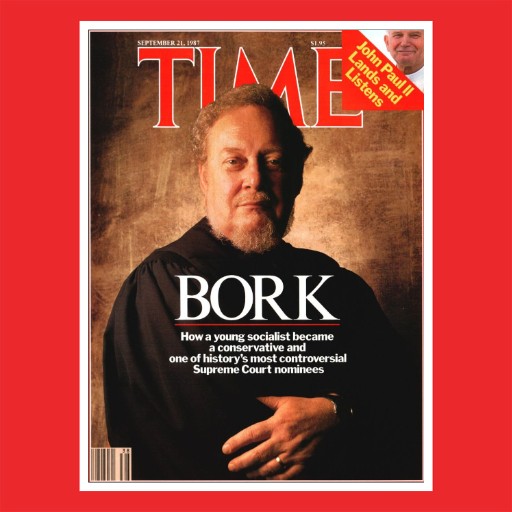 SEPTEMBER 21, 1987 $1.95
TIME
John Paul II
Lands and
Listens
BORK
How a young socialist became
a conservative and
one of history's most controversial
Supreme Court nominees
38